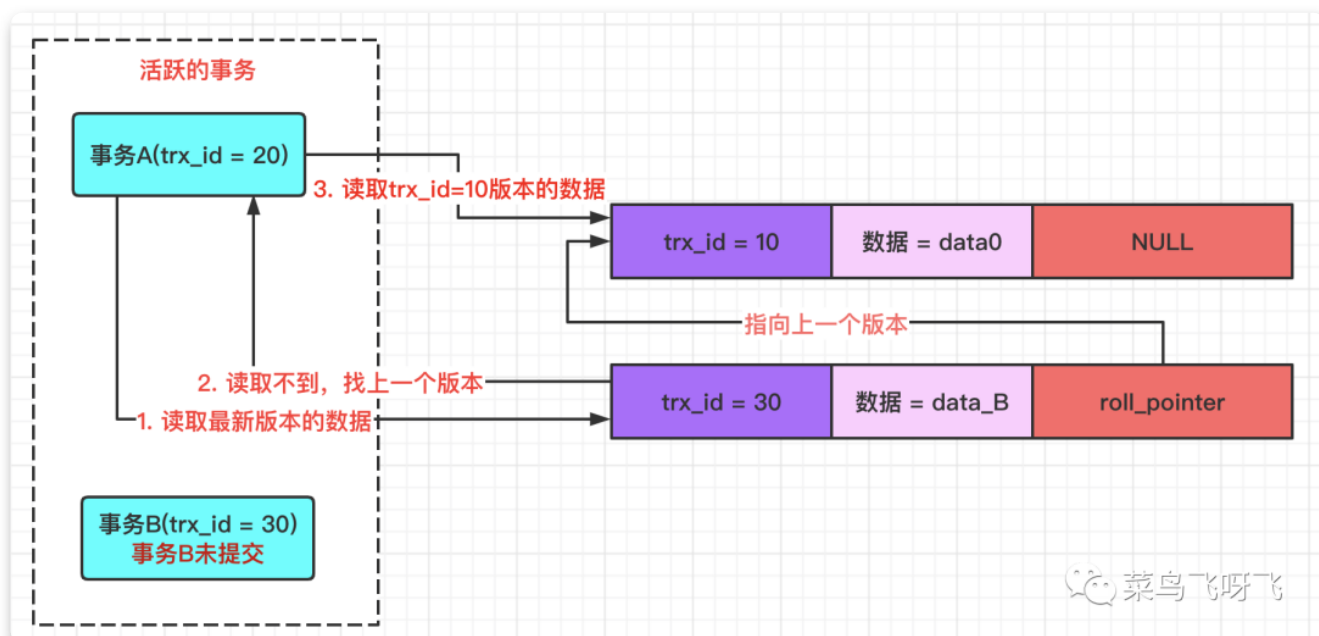 活跃的事务
事务A(trx_id = 20)
3. 读取trx_id=10版本的数据
trx_id = 10
数据 = data0
NULL
指向上一个版本
2. 读取不到，找上一个版本
1. 读取最新版本的数据
trx_id = 30
数据 = data_B
roll_pointer
事务B(trx_id = 30)
事务B未提交
菜鸟飞呀飞